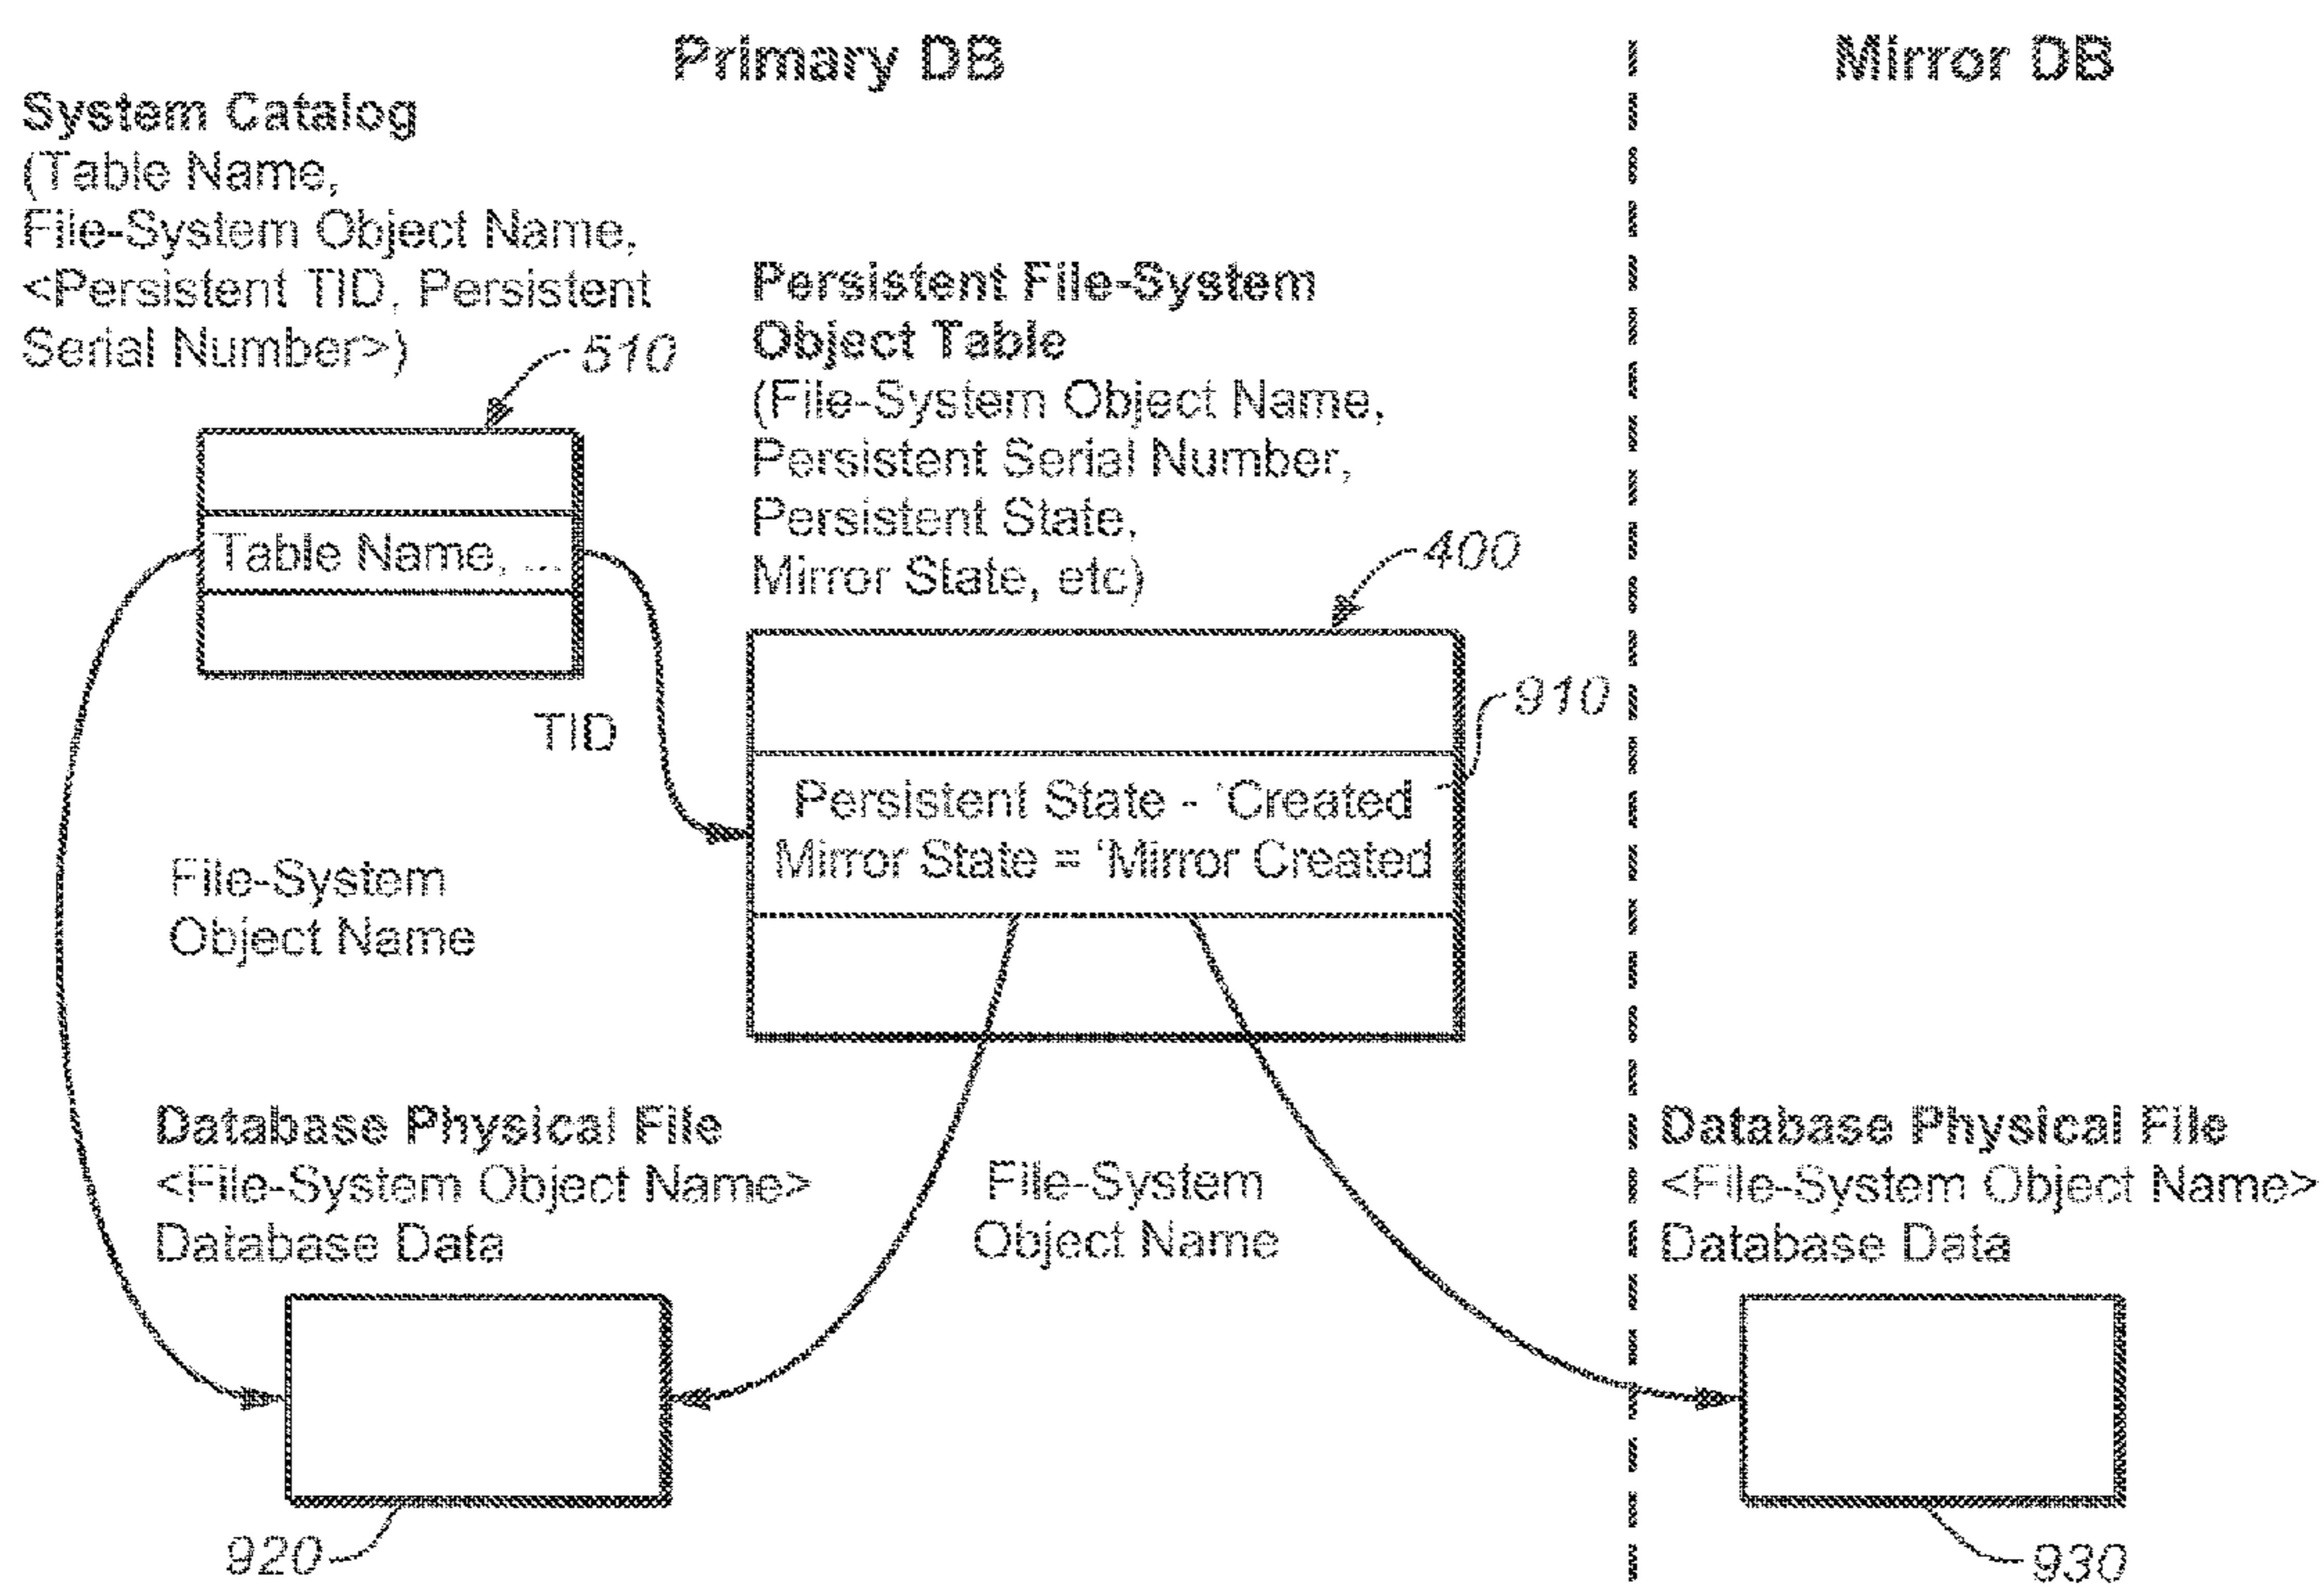 Primary DB
Mirror DB
System Catalog
(Table Name,
File-System Object Name,
<Persistent TID, Persistent
Serial Number>)
510
Table Name, ...
TID
Persistent File-System
Object Table
(File-System Object Name,
Persistent Serial Number,
Persistent State,
Mirror State, etc)
400
910
Persistent State - 'Created
Mirror State = 'Mirror Created
File-System
Object Name
Database Physical File
<File-System Object Name>
Database Data
920
File-System
Object Name
Database Physical File
<File-System Object Name>
Database Data
930